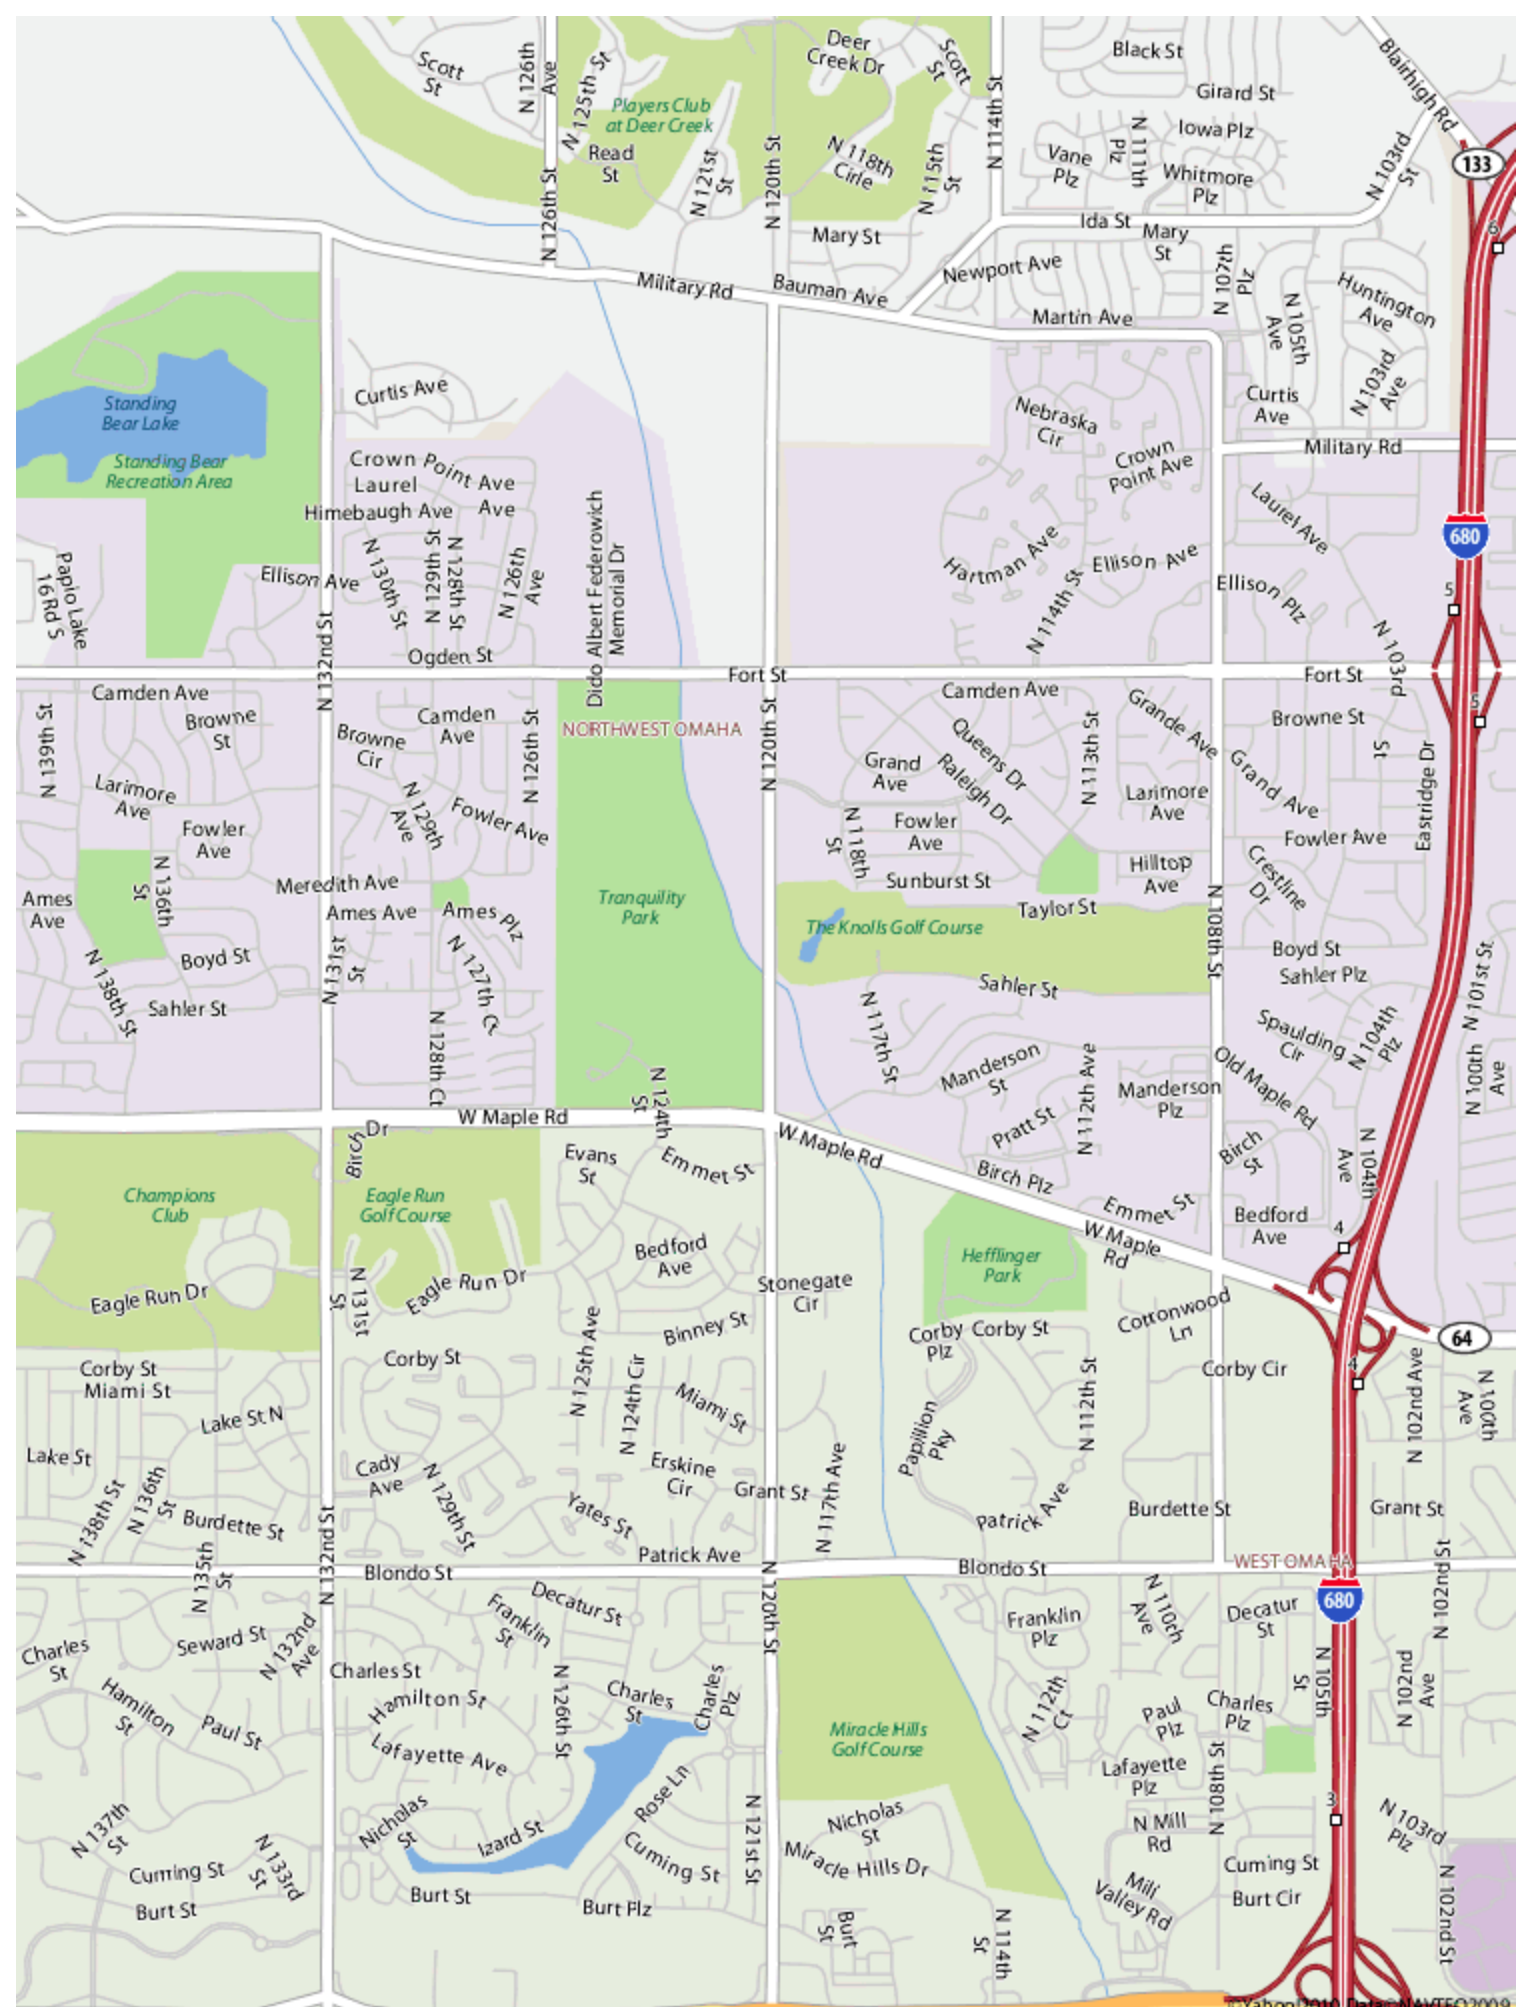 Scott
St
N 126th
Ave
N 125th St
Deer
Creek Dr
Scott
St
Black St
Blairhigh Rd
Girard St
Players Club
at Deer Creek
N 114th St
Iowa Plz
N 111th
Plz
Vane
Plz
Whitmore
Plz
N 103rd
St
133
Read
St
N 121st
St
N 120th St
N 118th
Cirle
N 115th
St
N 126th St
Mary St
Ida St
Mary
St
6
Newport Ave
N 107th
Plz
Military Rd
Bauman Ave
Martin Ave
N 105th
Ave
Huntington
Ave
N 103rd
Ave
Curtis Ave
Curtis
Ave
Standing
Bear Lake
Standing Bear
Recreation Area
Nebraska
Cir
Crown
Point Ave
Military Rd
Crown Point Ave
Laurel
Ave
Himebaugh Ave
Laurel Ave
680
N 130th St
N 129th St
N 128th St
N 126th
Ave
Dido Albert Federowich
Memorial Dr
Hartman Ave
Ellison Ave
N 114th St
Ellison Plz
Papio Lake
16 Rd S
Ellison Ave
5
N 132nd St
Ogden St
Fort St
Fort St
N 103rd
St
Camden Ave
Browne
St
Camden
Ave
Browne
Cir
NORTHWEST OMAHA
N 120th St
Camden Ave
Grande Ave
Browne St
5
N 139th St
N 126th St
Queens Dr
Raleigh Dr
N 113th St
Grand Ave
Eastridge Dr
Larimore
Ave
N 129th
Ave
Fowler Ave
Grand
Ave
Larimore
Ave
Fowler
Ave
N 118th
St
Fowler
Ave
Fowler Ave
N 136th
St
Meredith Ave
Sunburst St
Hilltop
Ave
Crestline
Dr
Ames
Ave
Ames Ave
Ames Plz
Tranquility
Park
The Knolls Golf Course
Taylor St
N 108th St
N 138th St
Boyd St
N 131st
St
N 127th Ct
Boyd St
Sahler Plz
N 101st St
Sahler St
Sahler St
N 117th St
Spaulding
Cir
N 104th
Plz
N 128th Ct
N 124th
St
Manderson
St
N 112th Ave
Manderson
Plz
Old Maple Rd
N 100th
Ave
W Maple Rd
Birch Dr
W Maple Rd
Pratt St
Birch Plz
Birch
St
N 104th
Ave
Evans
St
Emmet St
Champions
Club
Eagle Run
Golf Course
Emmet St
Bedford
Ave
W Maple
Rd
4
Bedford
Ave
Hefflinger
Park
Eagle Run Dr
N 131st
St
Eagle Run Dr
Stonegate
Cir
Binney St
Cottonwood
Ln
64
Corby St
Miami St
Corby St
N 125th Ave
N 124th Cir
Corby
Plz
Corby St
Corby Cir
4
N 102nd Ave
N 100th
Ave
Lake St N
Miami St
N 112th St
Papillion
Pky
Lake St
Cady
Ave
N 129th St
Erskine
Cir
Grant St
N 117th Ave
N 138th St
N 136th
St
Burdette St
Yates St
Patrick Ave
Burdette St
Grant St
N 132nd St
Patrick Ave
Blondo St
Blondo St
WEST OMAHA
N 135th
St
N 120th St
680
N 102nd St
Decatur St
Franklin
St
Franklin
Plz
N 110th
Ave
Decatur
St
Charles
St
Seward St
N 132nd
Ave
Charles St
Hamilton
St
Hamilton St
N 126th St
Charles
St
Charles
Plz
N 112th
Ct
Paul
Plz
Charles
Plz
N 105th
St
N 102nd
Ave
Paul St
Lafayette Ave
Miracle Hills
Golf Course
Lafayette
Plz
N 108th St
Rose Ln
N 121st St
N 137th
St
Nicholas
St
Izard St
Nicholas
St
N Mill
Rd
3
N 103rd
Plz
Cuming St
N 133rd
St
Cuming St
Miracle Hills Dr
Cuming St
Burt St
Burt St
Burt Plz
Mill
Valley Rd
Burt Cir
Burt
St
N 114th
St
N 102nd St
©Yahoo!2010, Data©NAVTEQ2009